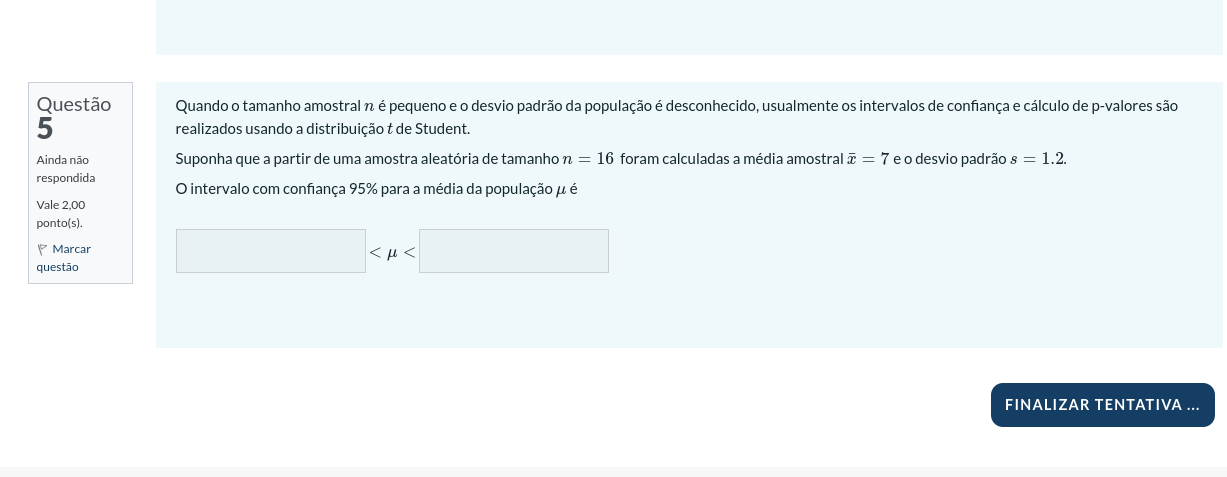 Questão
5
Ainda não
respondida
Vale 2,00
ponto(s).
Marcar
questão
Quando o tamanho amostral n é pequeno e o desvio padrão da população é desconhecido, usualmente os intervalos de confiança e cálculo de p-valores são
realizados usando a distribuição t de Student.
Suponha que a partir de uma amostra aleatória de tamanho n = 16 foram calculadas a média amostral x̄ = 7 e o desvio padrão s = 1.2.
O intervalo com confiança 95% para a média da população μ é
< μ <
FINALIZAR TENTATIVA ...